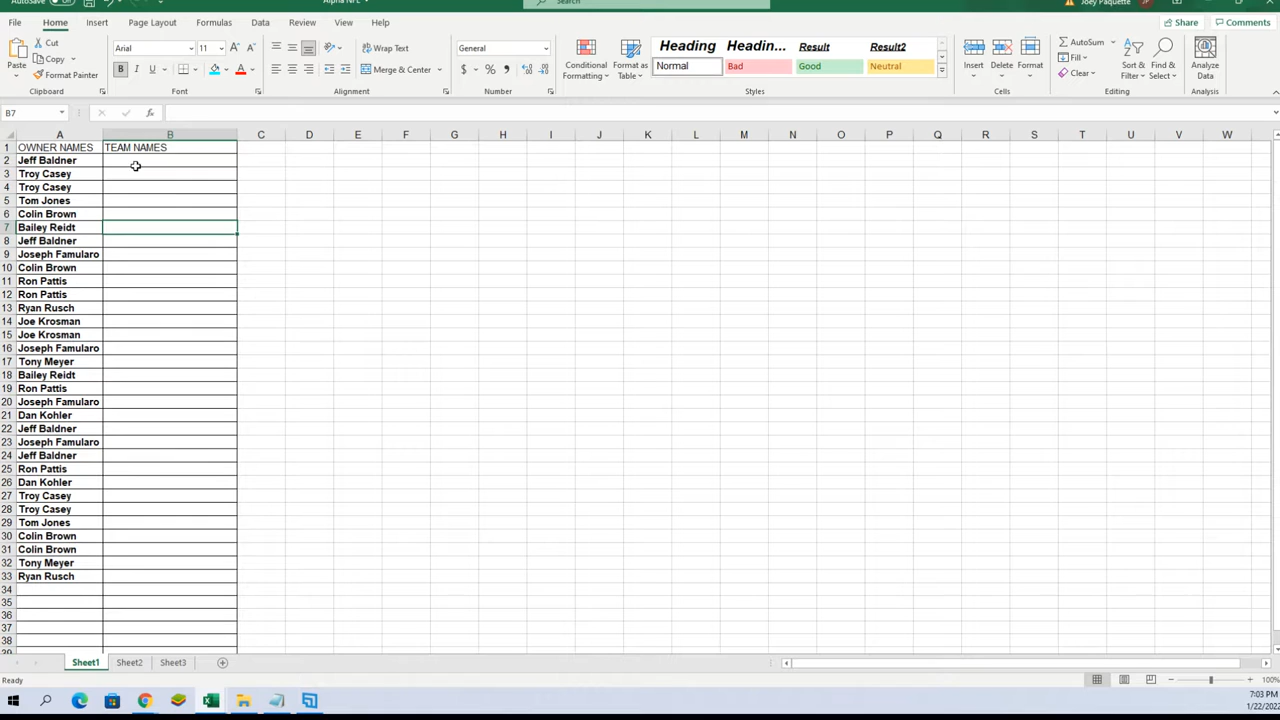 AutoSave
Alpha NFL
Search
Joey Paquette
JP
File Home Insert Page Layout Formulas Data Review View Help
Share Comments
Paste Cut Copy Format Painter
Arial 11
B I U
Wrap Text
Merge & Center
General
$ % ,
Conditional Formatting
Format as Table
Heading Headin... Result Result2
Normal Bad Good Neutral
Insert Delete Format
AutoSum
Fill
Clear
Sort & Filter
Find & Select
Analyze Data
Clipboard Font Alignment Number Styles Cells Editing Analysis
B7 fx
A B C D E F G H I J K L M N O P Q R S T U V W
1 OWNER NAMES TEAM NAMES
2 Jeff Baldner
3 Troy Casey
4 Troy Casey
5 Tom Jones
6 Colin Brown
7 Bailey Reidt
8 Jeff Baldner
9 Joseph Famularo
10 Colin Brown
11 Ron Pattis
12 Ron Pattis
13 Ryan Rusch
14 Joe Krosman
15 Joe Krosman
16 Joseph Famularo
17 Tony Meyer
18 Bailey Reidt
19 Ron Pattis
20 Joseph Famularo
21 Dan Kohler
22 Jeff Baldner
23 Joseph Famularo
24 Jeff Baldner
25 Ron Pattis
26 Dan Kohler
27 Troy Casey
28 Troy Casey
29 Tom Jones
30 Colin Brown
31 Colin Brown
32 Tony Meyer
33 Ryan Rusch
34
35
36
37
38
39
Sheet1 Sheet2 Sheet3
Ready
100%
7:03 PM
1/22/2022